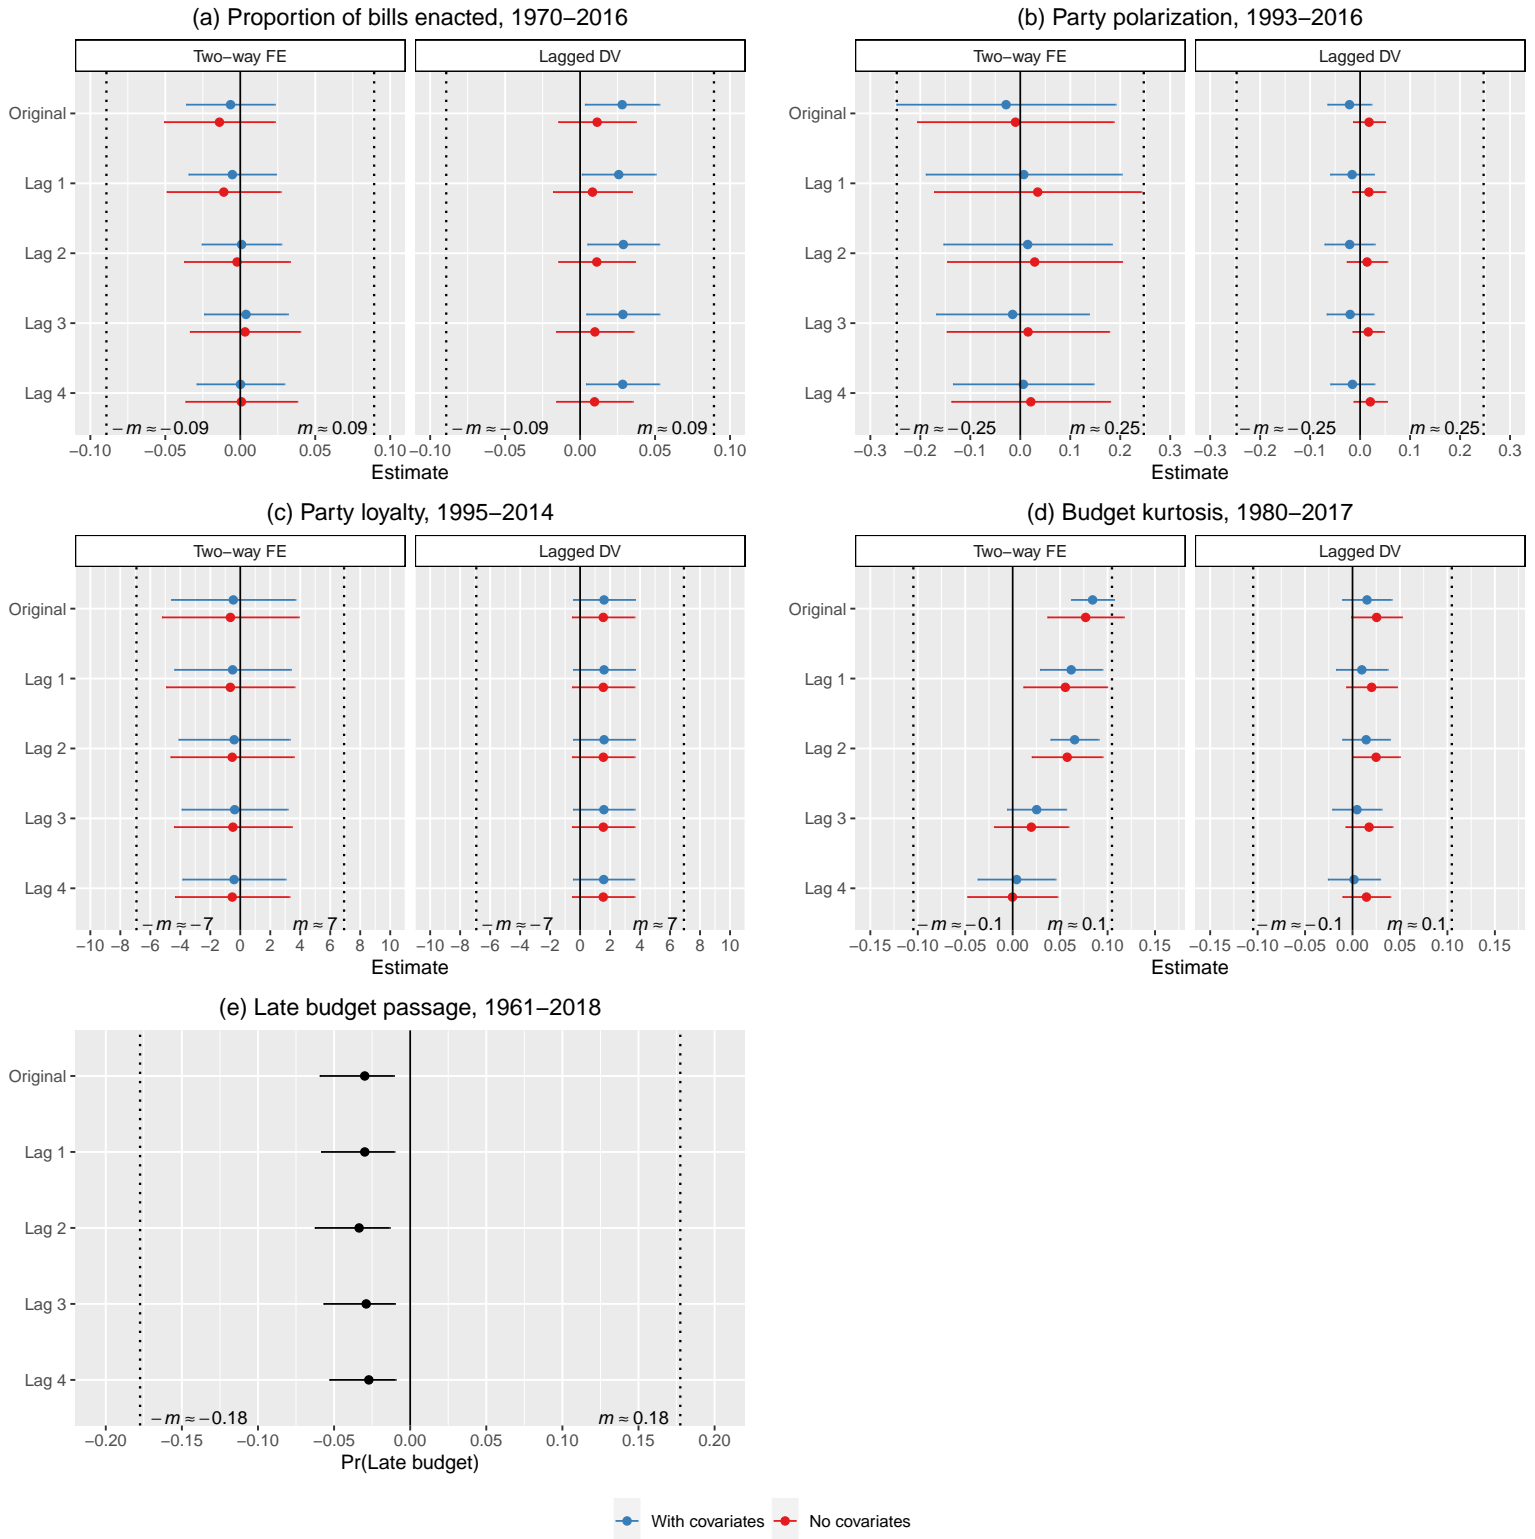 (a) Proportion of bills enacted, 1970−2016
Two−way FE
Lagged DV
Original
Lag 1
Lag 2
Lag 3
Lag 4
−m ≈ −0.09
m ≈ 0.09
−m ≈ −0.09
m ≈ 0.09
−0.10 −0.05 0.00 0.05 0.10
−0.10 −0.05 0.00 0.05 0.10
Estimate
(b) Party polarization, 1993−2016
Two−way FE
Lagged DV
Original
Lag 1
Lag 2
Lag 3
Lag 4
−m ≈ −0.25
m ≈ 0.25
−m ≈ −0.25
m ≈ 0.25
−0.3 −0.2 −0.1 0.0 0.1 0.2 0.3
−0.3 −0.2 −0.1 0.0 0.1 0.2 0.3
Estimate
(c) Party loyalty, 1995−2014
Two−way FE
Lagged DV
Original
Lag 1
Lag 2
Lag 3
Lag 4
−m ≈ −7
m ≈ 7
−m ≈ −7
m ≈ 7
−10 −8 −6 −4 −2 0 2 4 6 8 10
−10 −8 −6 −4 −2 0 2 4 6 8 10
Estimate
(d) Budget kurtosis, 1980−2017
Two−way FE
Lagged DV
Original
Lag 1
Lag 2
Lag 3
Lag 4
−m ≈ −0.1
m ≈ 0.1
−m ≈ −0.1
m ≈ 0.1
−0.15 −0.10 −0.05 0.00 0.05 0.10 0.15
−0.15 −0.10 −0.05 0.00 0.05 0.10 0.15
Estimate
(e) Late budget passage, 1961−2018
Original
Lag 1
Lag 2
Lag 3
Lag 4
−m ≈ −0.18
m ≈ 0.18
−0.20 −0.15 −0.10 −0.05 0.00 0.05 0.10 0.15 0.20
Pr(Late budget)
With covariates
No covariates